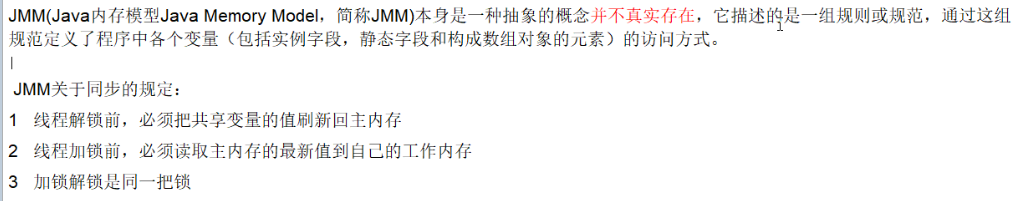 JMM(Java内存模型Java Memory Model，简称JMM)本身是一种抽象的概念并不真实存在，它描述的是一组规则或规范，通过这组
规范定义了程序中各个变量（包括实例字段，静态字段和构成数组对象的元素）的访问方式。
JMM关于同步的规定：
1 线程解锁前，必须把共享变量的值刷新回主内存
2 线程加锁前，必须读取主内存的最新值到自己的工作内存
3 加锁解锁是同一把锁